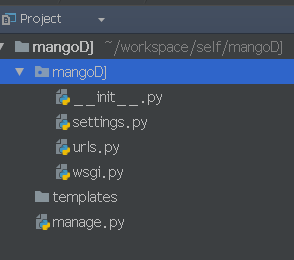 Project
mangoDj ~/workspace/self/mangoDj
mangoDj
__init__.py
settings.py
urls.py
wsgi.py
templates
manage.py